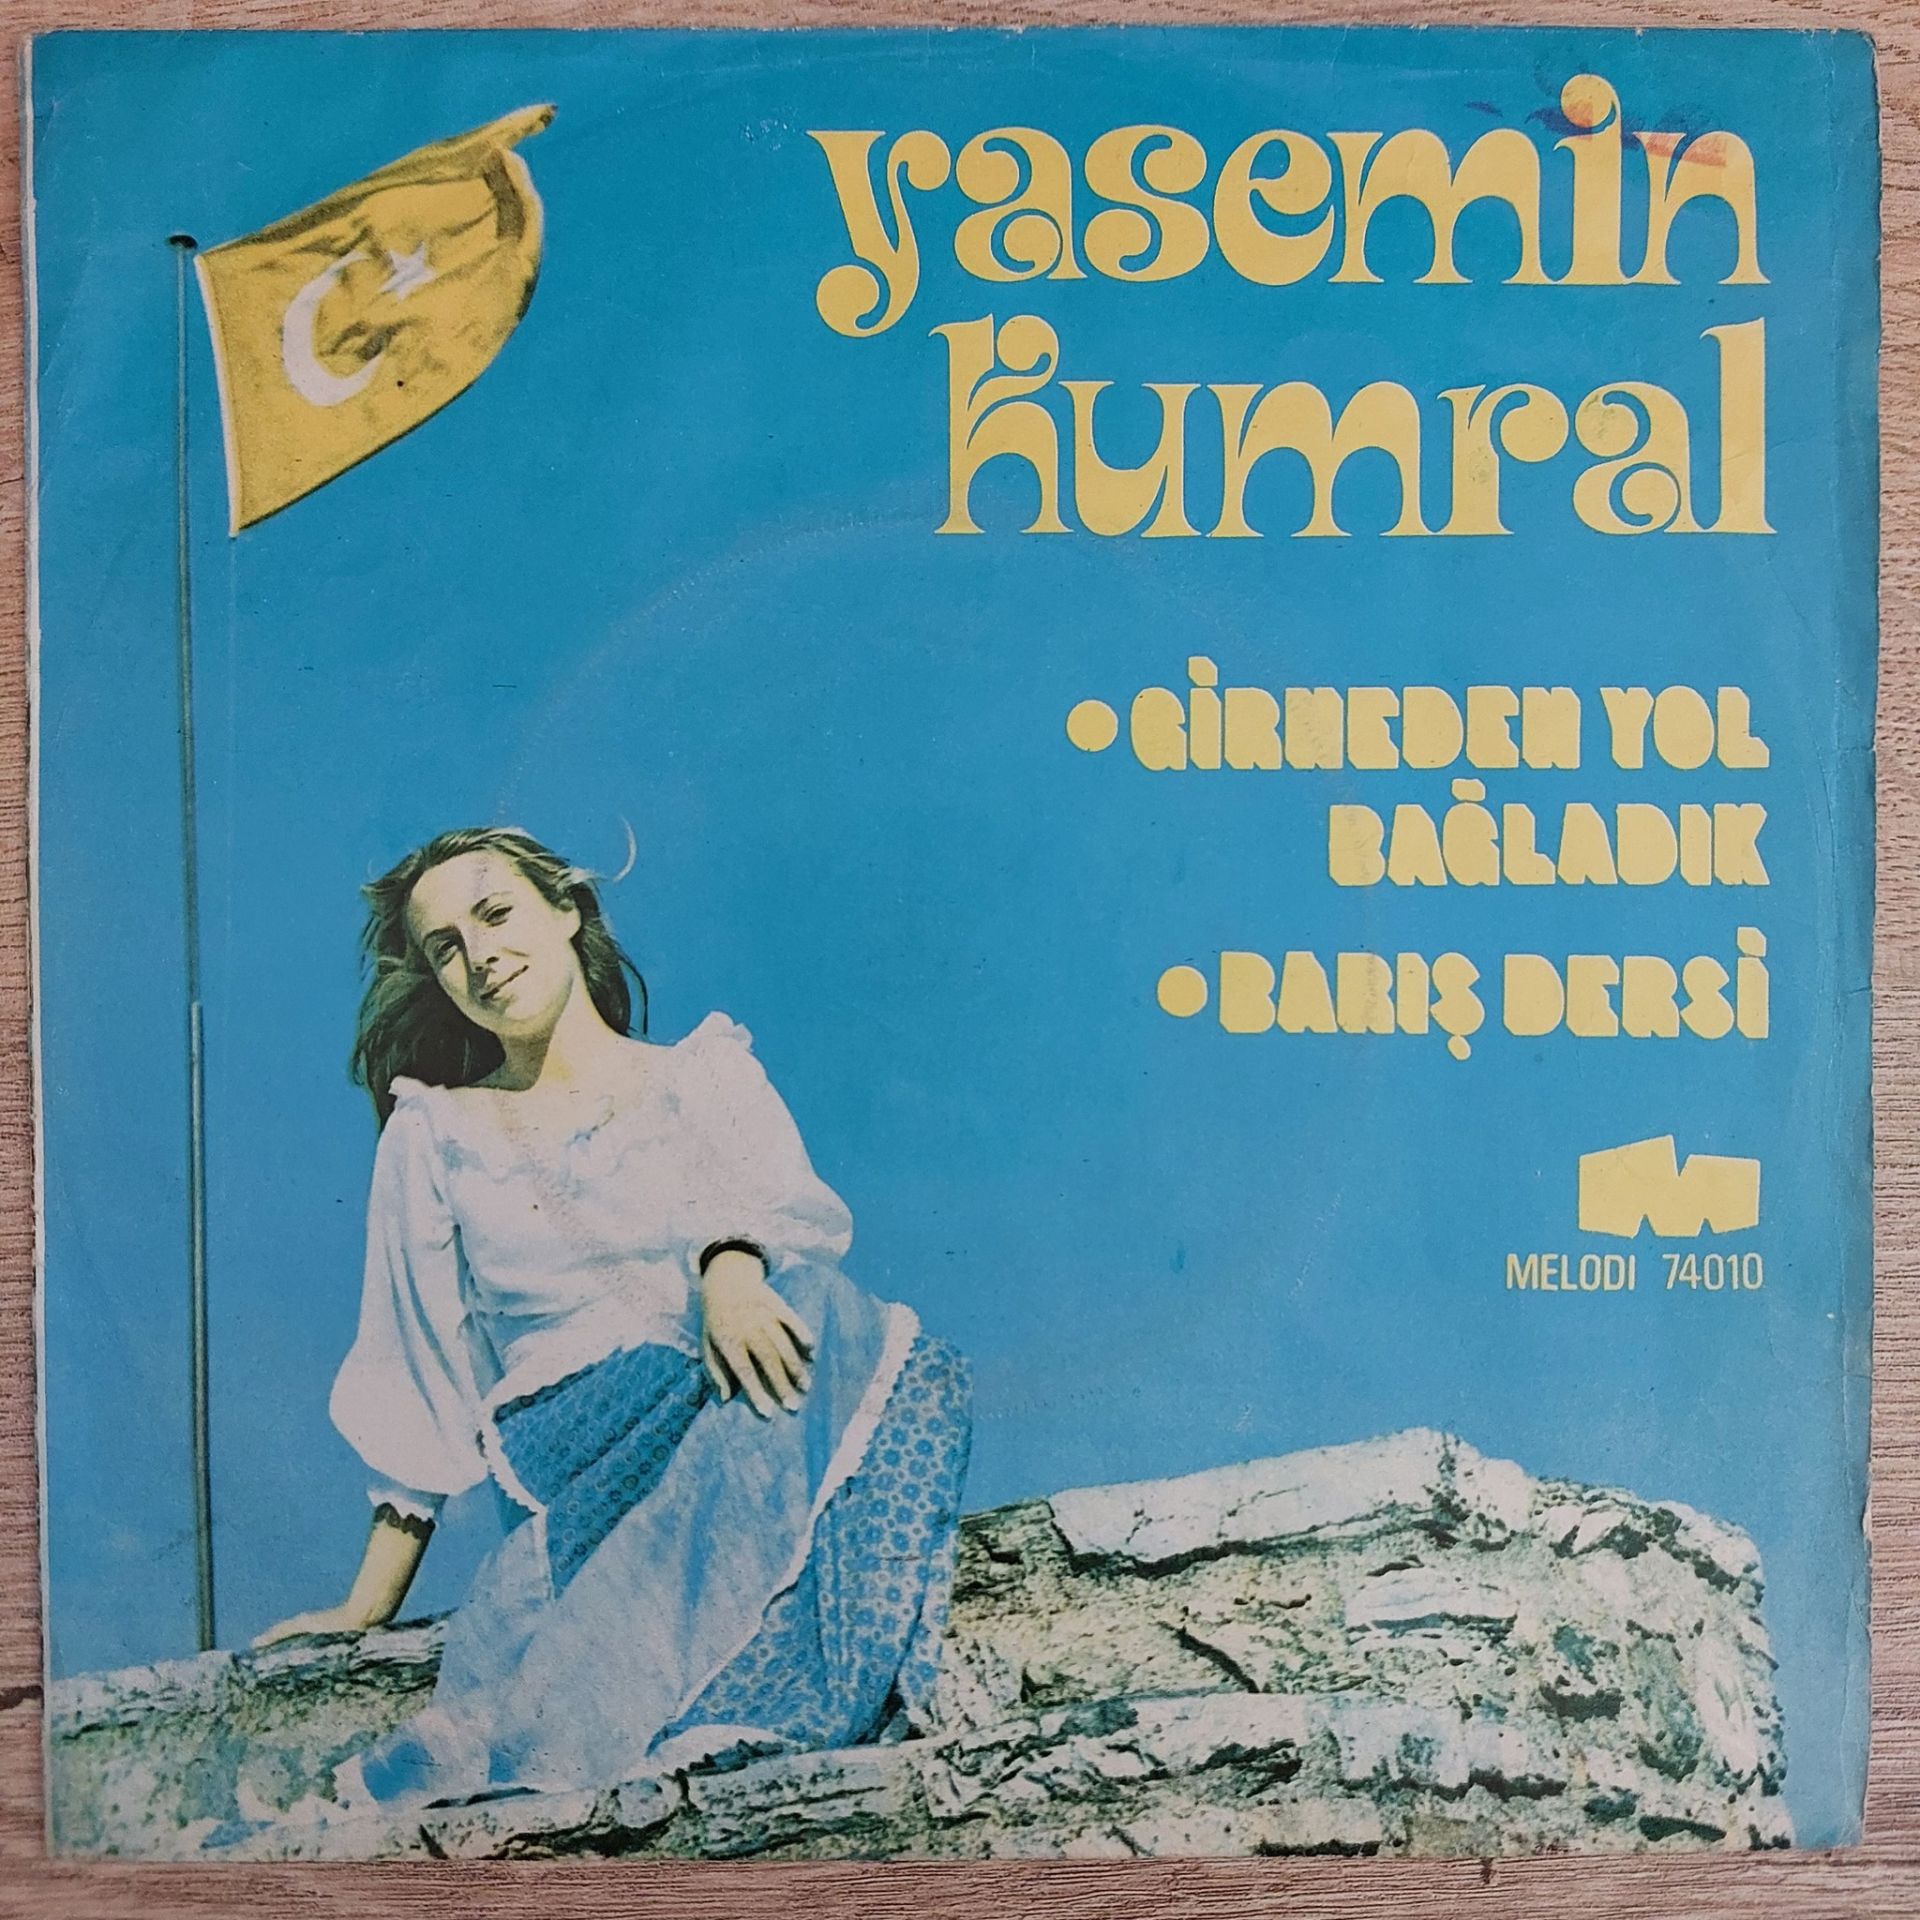 yasemin
kumral
• GİRNEDEN YOL
BAĞLADIK
• BARIŞ DERSİ
MELODI 74010